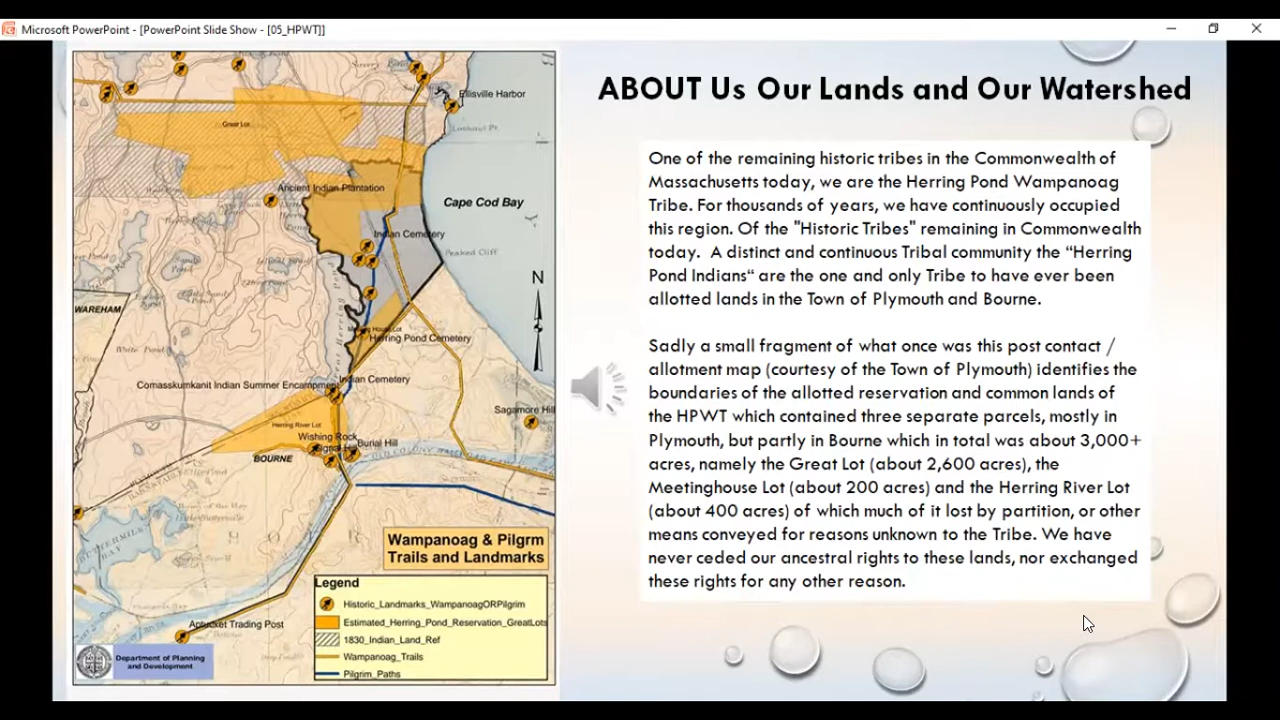 Microsoft PowerPoint - [PowerPoint Slide Show - [05_HPWT]]
ABOUT Us Our Lands and Our Watershed
One of the remaining historic tribes in the Commonwealth of
Massachusetts today, we are the Herring Pond Wampanoag
Tribe. For thousands of years, we have continuously occupied
this region. Of the "Historic Tribes" remaining in Commonwealth
today.  A distinct and continuous Tribal community the “Herring
Pond Indians“ are the one and only Tribe to have ever been
allotted lands in the Town of Plymouth and Bourne.
Sadly a small fragment of what once was this post contact /
allotment map (courtesy of the Town of Plymouth) identifies the
boundaries of the allotted reservation and common lands of
the HPWT which contained three separate parcels, mostly in
Plymouth, but partly in Bourne which in total was about 3,000+
acres, namely the Great Lot (about 2,600 acres), the
Meetinghouse Lot (about 200 acres) and the Herring River Lot
(about 400 acres) of which much of it lost by partition, or other
means conveyed for reasons unknown to the Tribe. We have
never ceded our ancestral rights to these lands, nor exchanged
these rights for any other reason.
Ellisville Harbor
Great Lot
Ancient Indian Plantation
Cape Cod Bay
Indian Cemetery
Peaked Cliff
N
WAREHAM
Herring Pond Cemetery
Comasskumkanit Indian Summer Encampment
Indian Cemetery
Sagamore Hill
Herring River Lot
Wishing Rock
Burial Hill
BOURNE
Wampanoag & Pilgrm
Trails and Landmarks
Legend
Historic_Landmarks_WampanoagORPilgrim
Estimated_Herring_Pond_Reservation_GreatLots
1830_Indian_Land_Ref
Wampanoag_Trails
Pilgrim_Paths
Aptucket Trading Post
Department of Planning
and Development